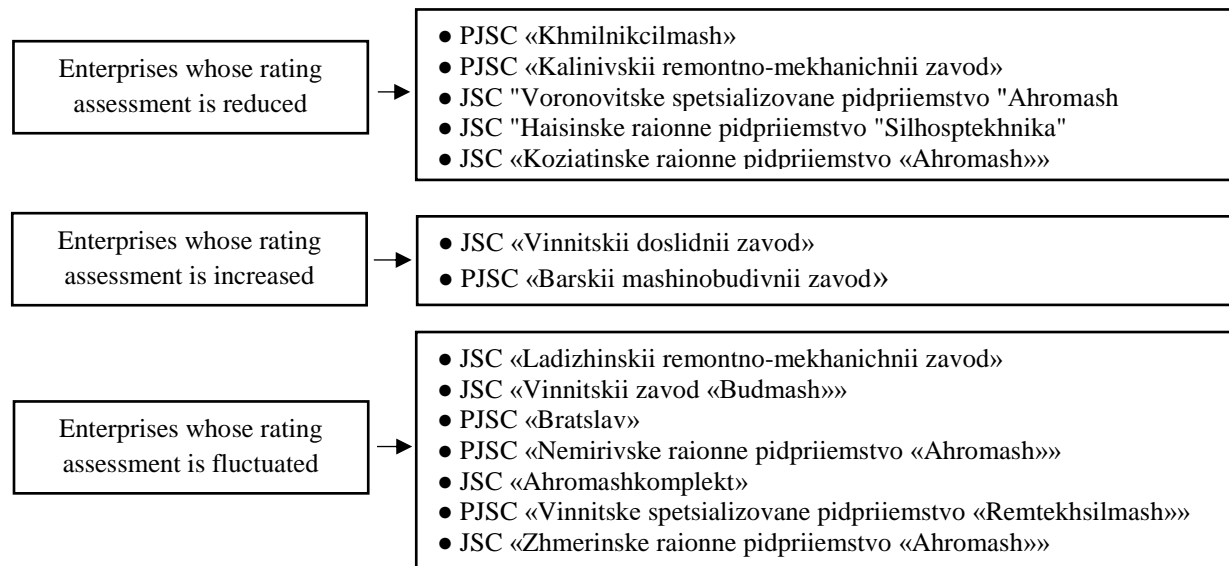 Enterprises whose rating
assessment is reduced
● PJSC «Khmilnikcilmash»
● PJSC «Kalinivskii remontno-mekhanichnii zavod»
● JSC "Voronovitske spetsializovane pidpriiemstvo "Ahromash
● JSC "Haisinske raionne pidpriiemstvo "Silhosptekhnika"
● JSC «Koziatinske raionne pidpriiemstvo «Ahromash»»
Enterprises whose rating
assessment is increased
● JSC «Vinnitskii doslidnii zavod»
● PJSC «Barskii mashinobudivnii zavod»
Enterprises whose rating
assessment is fluctuated
● JSC «Ladizhinskii remontno-mekhanichnii zavod»
● JSC «Vinnitskii zavod «Budmash»»
● PJSC «Bratslav»
● PJSC «Nemirivske raionne pidpriiemstvo «Ahromash»»
● JSC «Ahromashkomplekt»
● PJSC «Vinnitske spetsializovane pidpriiemstvo «Remtekhsilmash»»
● JSC «Zhmerinske raionne pidpriiemstvo «Ahromash»»